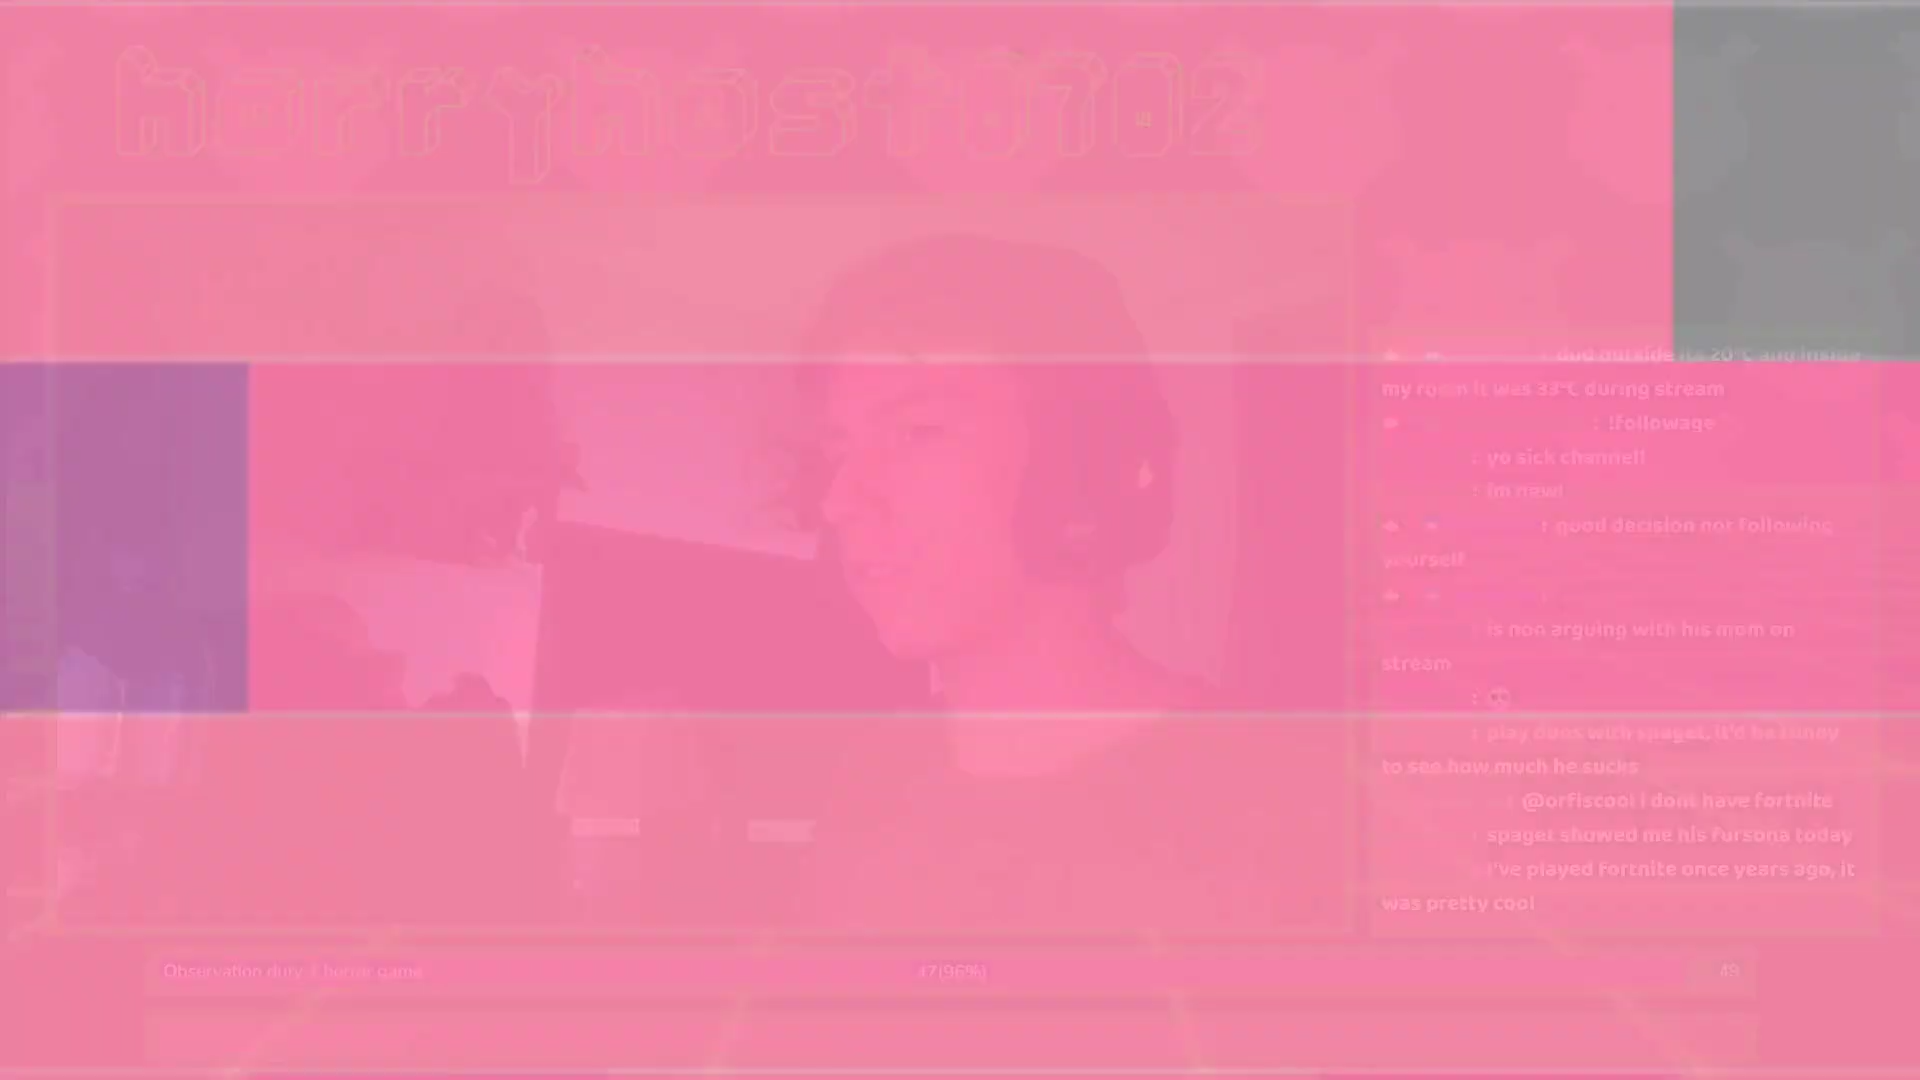 harryhost0702
: dud outside its 20°C and inside
my room it was 33°C during stream
: !followage
: yo sick channel!
: im new!
: good decision not following
yourself
:
: is non arguing with his mom on
stream
: 💀
: play duos with spaget, it'd be funny
to see how much he sucks
: @orfiscool i dont have fortnite
: spaget showed me his fursona today
: i've played fortnite once years ago, it
was pretty cool
Observation duty horror game 47(96%) 49